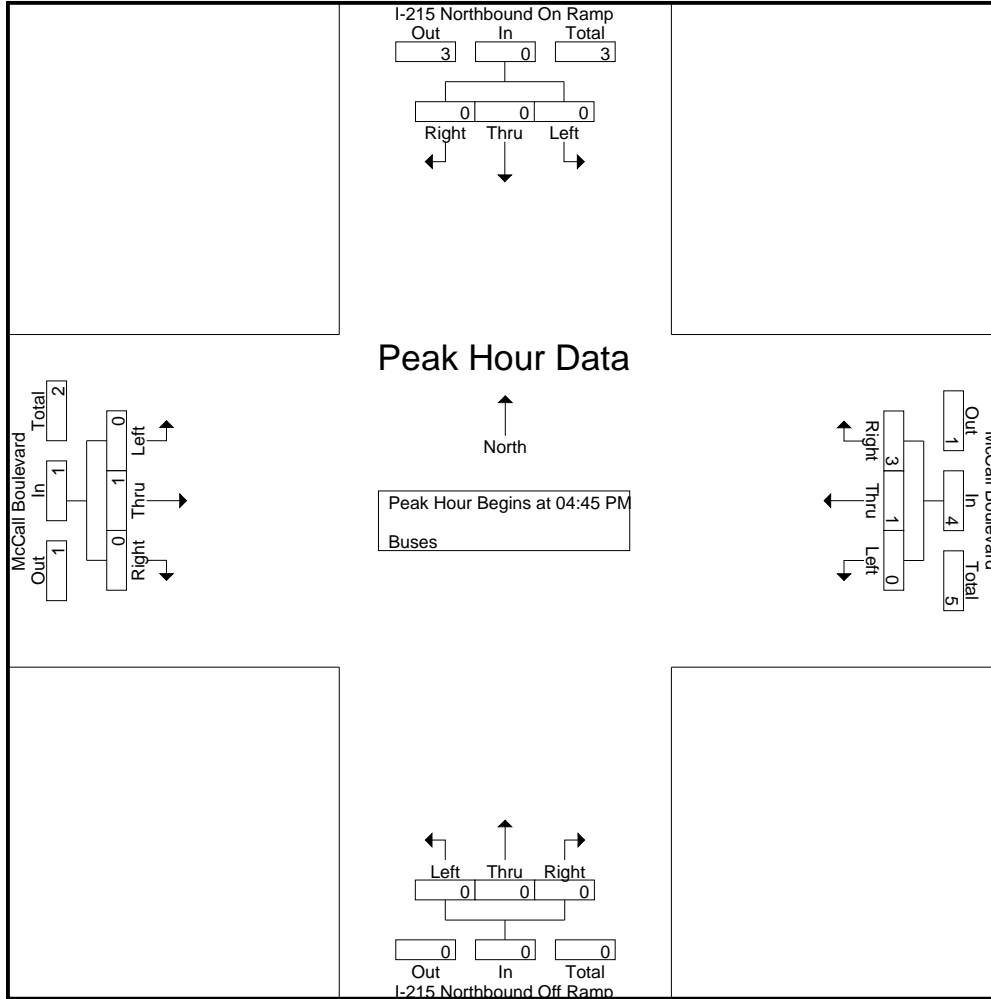 I-215 Northbound On Ramp
Out In Total
3 0 3
0 0 0
Right Thru Left
Peak Hour Data
North
Peak Hour Begins at 04:45 PM
Buses
McCall Boulevard
Out In Total
1 1 2
Right Thru Left
0 1 0
McCall Boulevard
Out In Total
1 4 5
Right Thru Left
3 1 0
Left Thru Right
0 0 0
0 0 0
Out In Total
I-215 Northbound Off Ramp